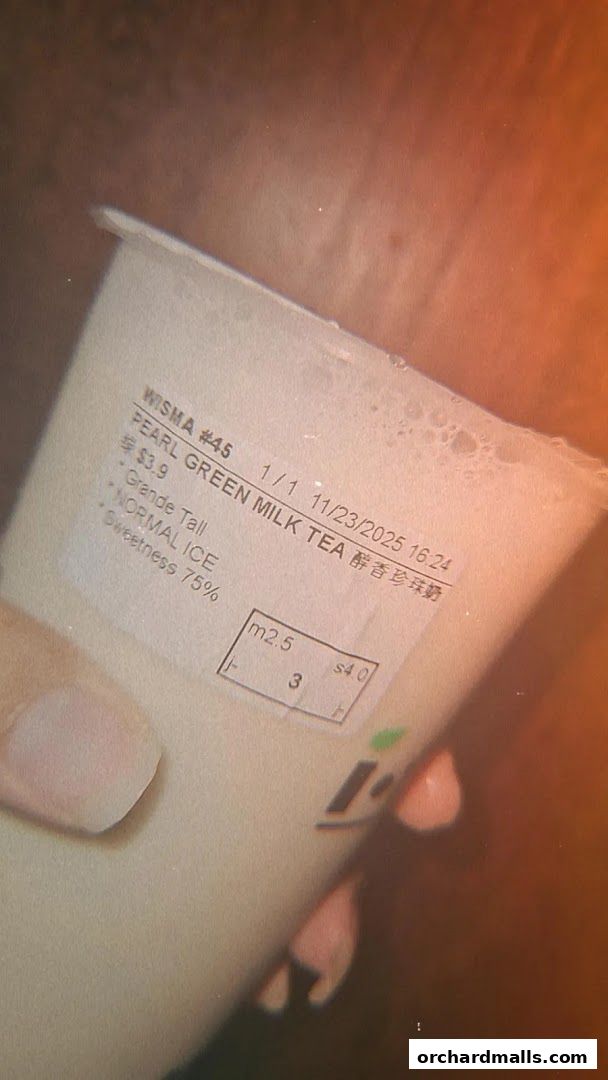 WISMA #45 1 / 1 11/23/2025 16:24
PEARL GREEN MILK TEA 醇香珍珠奶
绿 $3.9
* Grande Tall
* NORMAL ICE
* Sweetness 75%
m2.5 s4.0
3
orchardmalls.com